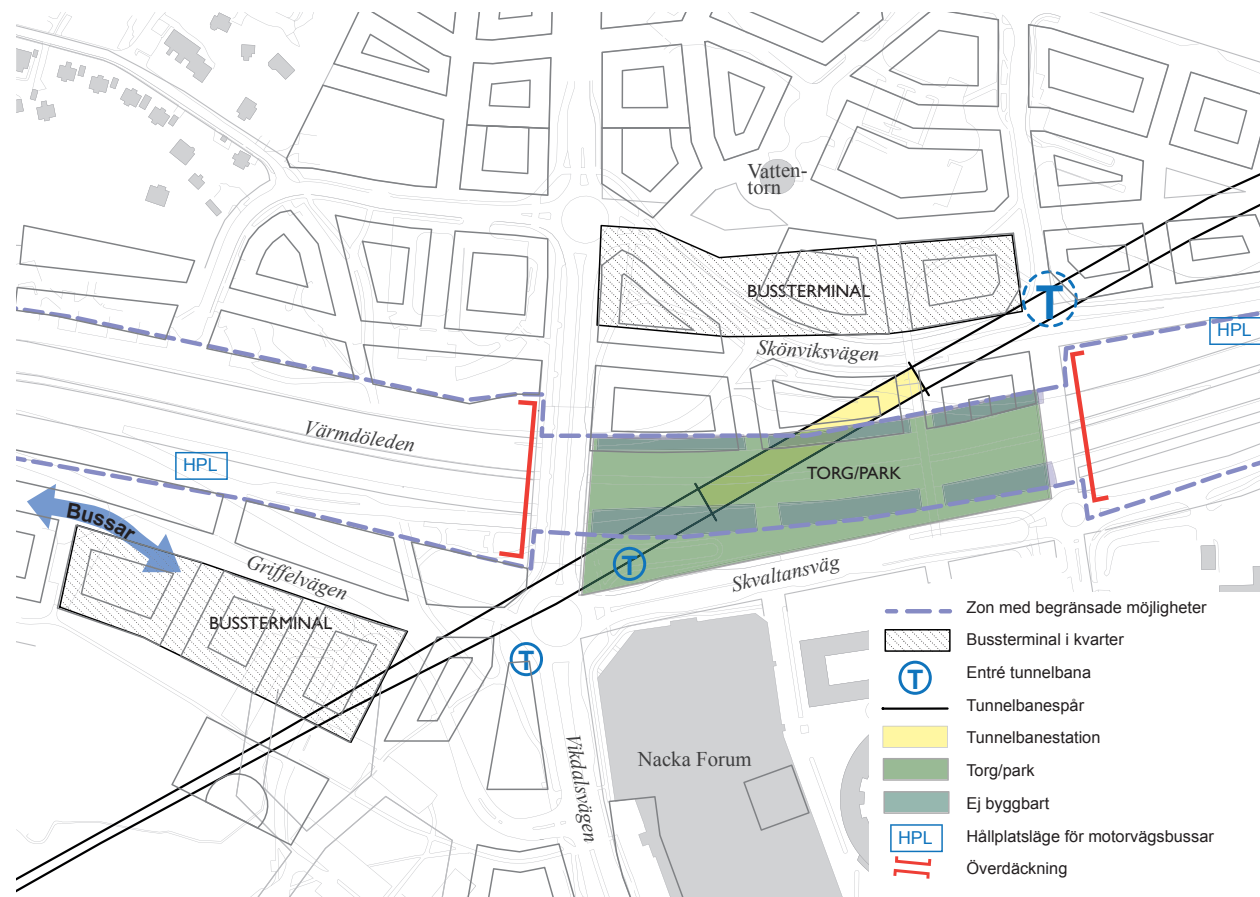 Vatten-
torn
BUSSTERMINAL
T
HPL
Skönviksvägen
Värmdöleden
HPL
TORG/PARK
Bussar
T
Griffelvägen
Skvaltansväg
BUSSTERMINAL
T
Vikdalsvägen
Nacka Forum
Zon med begränsade möjligheter
Bussterminal i kvarter
T Entré tunnelbana
Tunnelbanespår
Tunnelbanestation
Torg/park
Ej byggbart
HPL Hållplatsläge för motorvägsbussar
Överdäckning